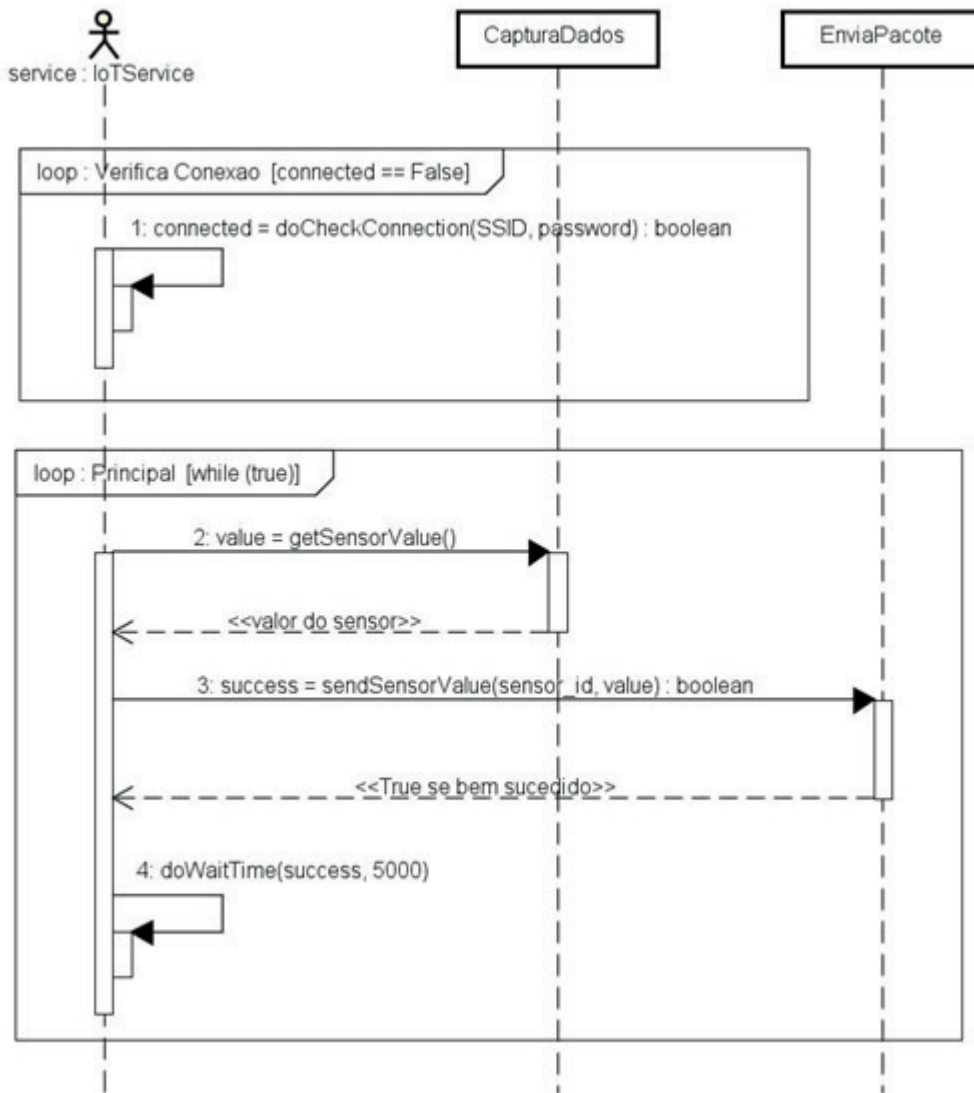 service : IoTService
CapturaDados
EnviaPacote
loop : Verifica Conexao [connected == False]
1: connected = doCheckConnection(SSID, password) : boolean
loop : Principal [while (true)]
2: value = getSensorValue()
<<valor do sensor>>
3: success = sendSensorValue(sensor_id, value) : boolean
<<True se bem sucedido>>
4: doWaitTime(success, 5000)